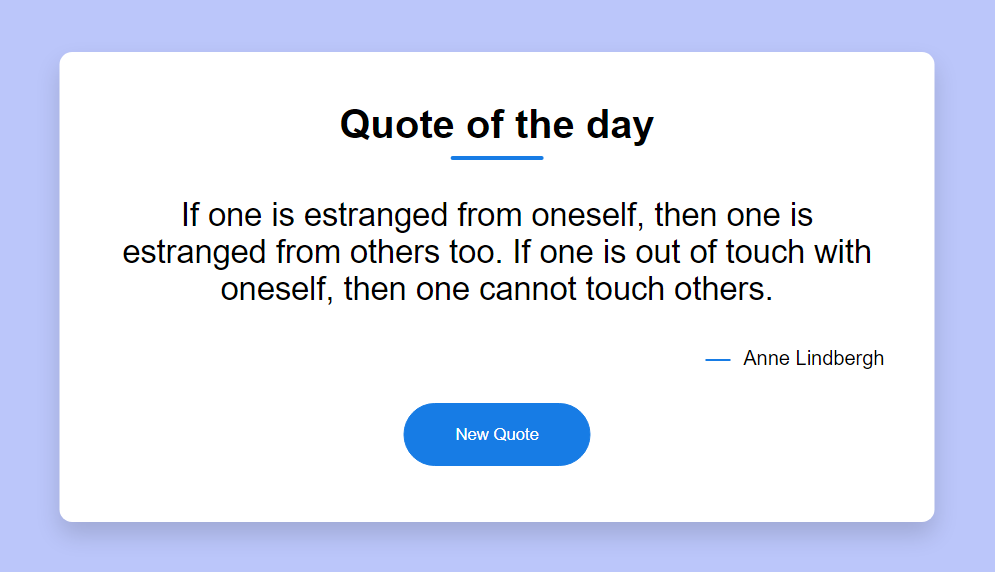 Quote of the day
If one is estranged from oneself, then one is
estranged from others too. If one is out of touch with
oneself, then one cannot touch others.
— Anne Lindbergh
New Quote